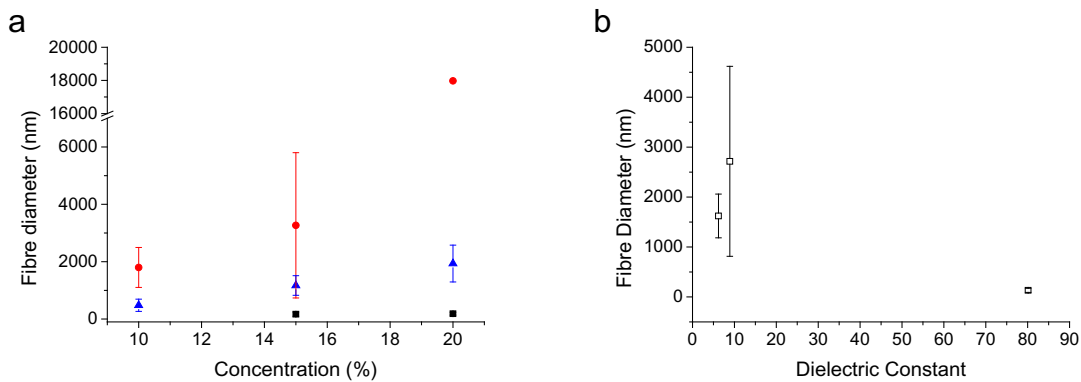 a
20000
18000
16000
6000
4000
2000
0
Fibre diameter (nm)
10 12 14 16 18 20
Concentration (%)
b
5000
4000
3000
2000
1000
0
Fibre Diameter (nm)
0 10 20 30 40 50 60 70 80 90
Dielectric Constant